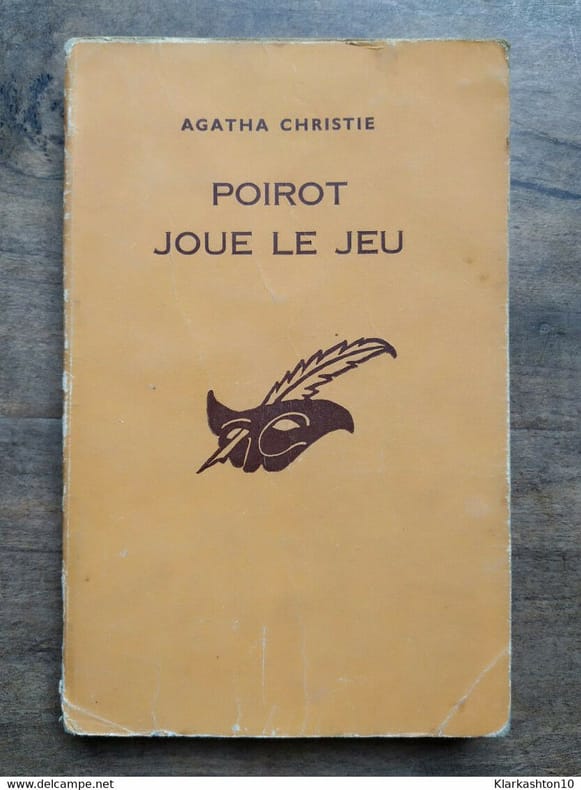 AGATHA CHRISTIE
POIROT
JOUE LE JEU
www.delcampe.net
Klarkashton10